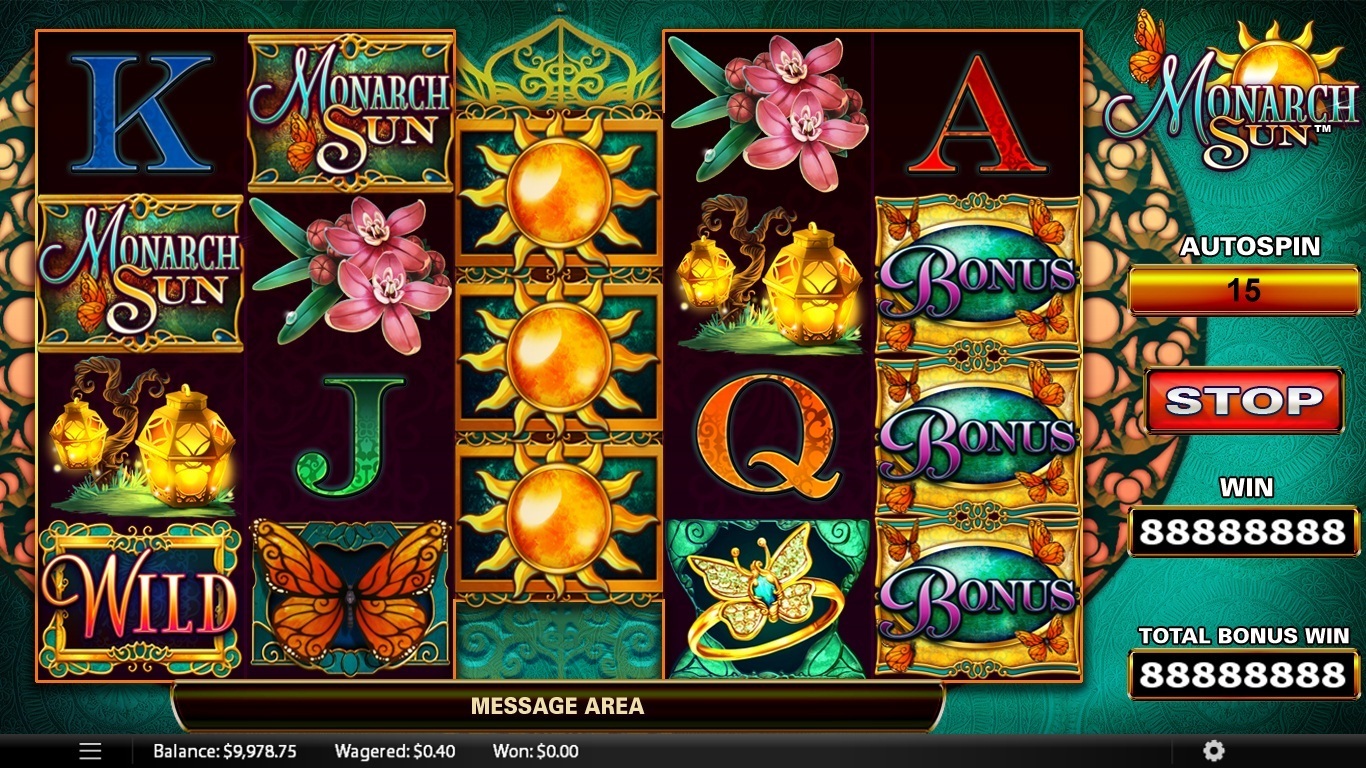 K
MONARCH
SUN
A
MONARCH
SUN™
MONARCH
SUN
BONUS
AUTOSPIN
15
J
Q
BONUS
STOP
WIN
88888888
WILD
BONUS
TOTAL BONUS WIN
88888888
MESSAGE AREA
Balance: $9,978.75 Wagered: $0.40 Won: $0.00